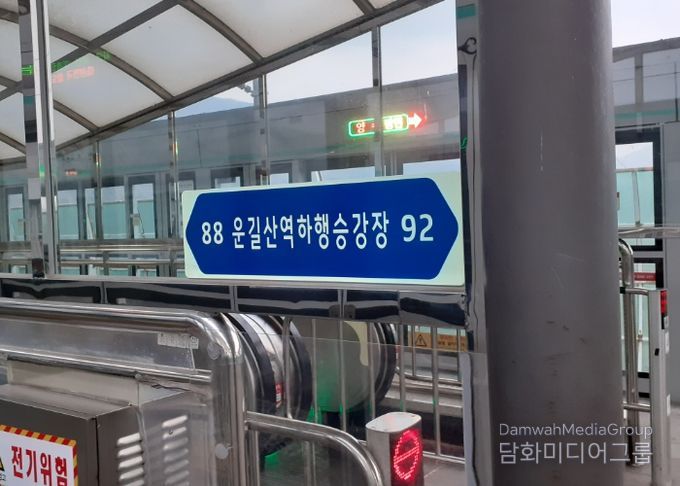 88 운길산역하행승강장 92
전기위험
DamwahMediaGroup
담화미디어그룹